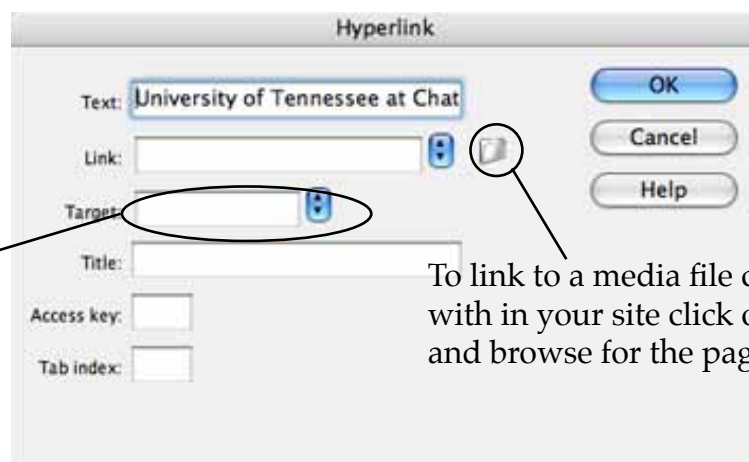 Hyperlink
Text: University of Tennessee at Chat
OK
Link:
Cancel
Target:
Help
Title:
To link to a media file
with in your site click
and browse for the
Access key:
Tab index: